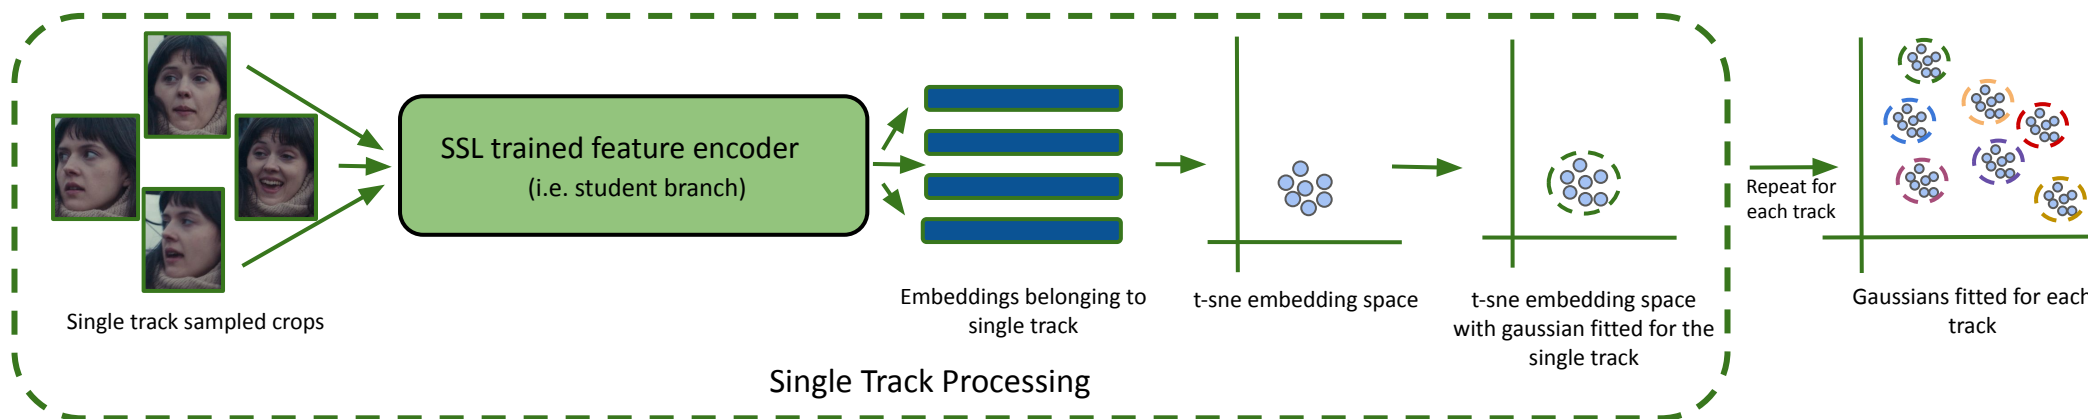 SSL trained feature encoder
(i.e. student branch)
Single track sampled crops
Embeddings belonging to
single track
t-sne embedding space
t-sne embedding space
with gaussian fitted for the
single track
Repeat for
each track
Gaussians fitted for each
track
Single Track Processing